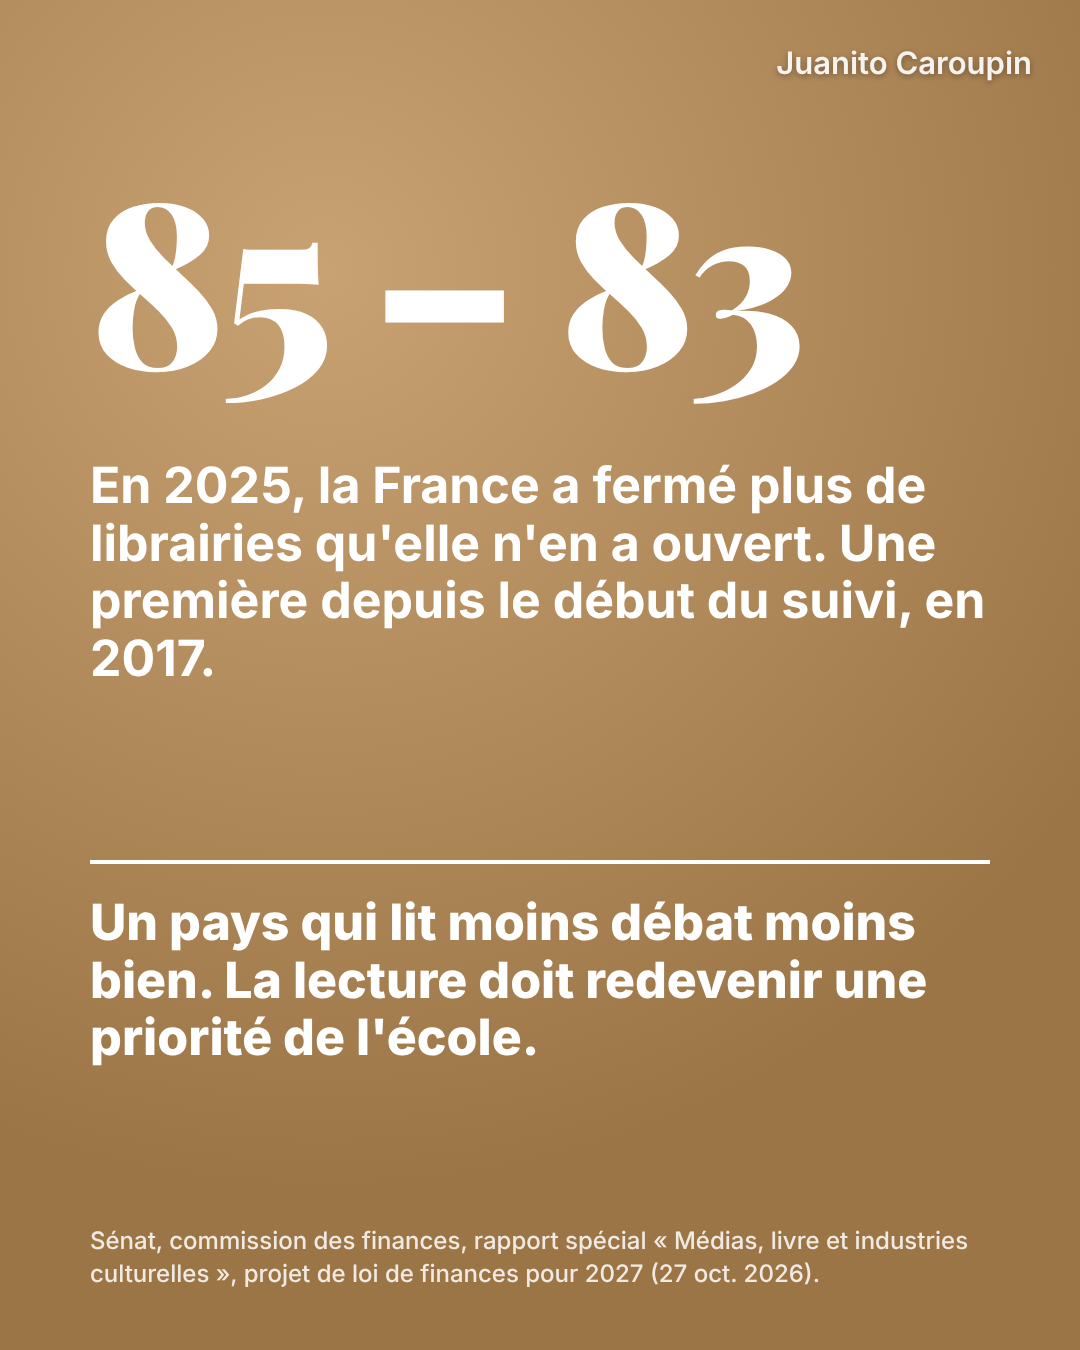 Juanito Caroupin
85 – 83
En 2025, la France a fermé plus de
librairies qu'elle n'en a ouvert. Une
première depuis le début du suivi, en
2017.
Un pays qui lit moins débat moins
bien. La lecture doit redevenir une
priorité de l'école.
Sénat, commission des finances, rapport spécial « Médias, livre et industries
culturelles », projet de loi de finances pour 2027 (27 oct. 2026).